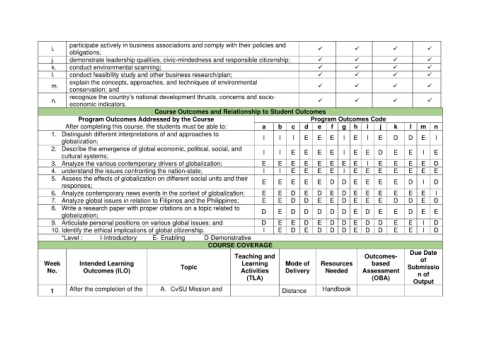 i. participate actively in business associations and comply with their policies and obligations; ✓ ✓ ✓ ✓
j. demonstrate leadership qualities, civic-mindedness and responsible citizenship; ✓ ✓ ✓ ✓
k. conduct environmental scanning; ✓ ✓ ✓ ✓
l. conduct feasibility study and other business research/plan; ✓ ✓ ✓ ✓
m. explain the concepts, approaches, and techniques of environmental conservation; and ✓ ✓ ✓ ✓
n. recognize the country's national development thrusts, concerns and socio-economic indicators. ✓ ✓ ✓ ✓
Course Outcomes and Relationship to Student Outcomes
Program Outcomes Addressed by the Course Program Outcomes Code
After completing this course, the students must be able to: a b c d e f g h i j k l m n
1. Distinguish different interpretations of and approaches to globalization; I I I E E E I E I E D D E I
2. Describe the emergence of global economic, political, social, and cultural systems; I I E E E E I E E D E E I E
3. Analyze the various contemporary drivers of globalization; E E E E E E E E I E E E E D
4. understand the issues confronting the nation-state; I I E E E I I E E E E E E E
5. Assess the effects of globalization on different social units and their responses; E E E E E D D E E E E D I D
6. Analyze contemporary news events in the context of globalization; E E D E D D E D E E E E E I
7. Analyze global issues in relation to Filipinos and the Philippines; E E D D E E D E E E D D E D
8. Write a research paper with proper citations on a topic related to globalization; D E D D D D D E D E E D E E
9. Articulate personal positions on various global issues; and D E E D E D D E D D E E I D
10. Identify the ethical implications of global citizenship. I E D E D D D E D D E E I D
*Level : I-Introductory E- Enabling D-Demonstrative
COURSE COVERAGE
Week No. Intended Learning Outcomes (ILO) Topic Teaching and Learning Activities (TLA) Mode of Delivery Resources Needed Outcomes-based Assessment (OBA) Due Date of Submission of Output
1 After the completion of the A. CvSU Mission and Distance Handbook